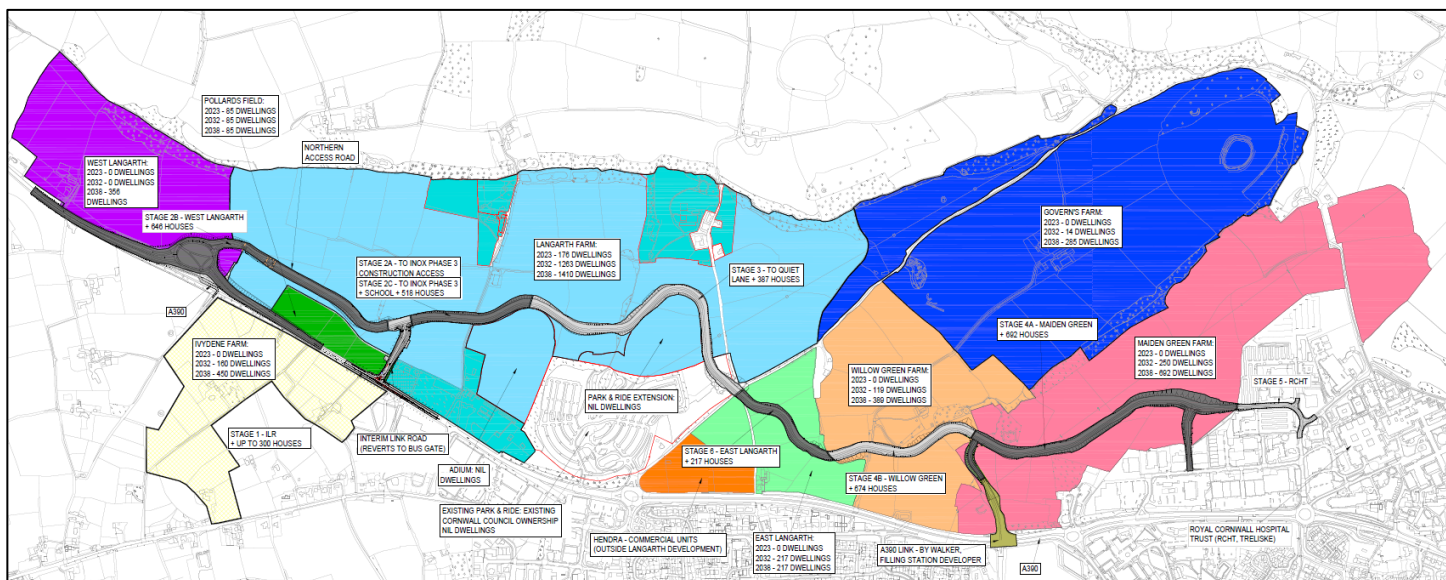 POLLARDS FIELD:
2023 - 85 DWELLINGS
2032 - 85 DWELLINGS
2038 - 85 DWELLINGS
NORTHERN
ACCESS ROAD
WEST LANGARTH:
2023 - 0 DWELLINGS
2032 - 0 DWELLINGS
2038 - 356
DWELLINGS
STAGE 2B - WEST LANGARTH
+ 646 HOUSES
STAGE 2A - TO INOX PHASE 3
CONSTRUCTION ACCESS
STAGE 2C - TO INOX PHASE 3
+ SCHOOL + 518 HOUSES
LANGARTH FARM:
2023 - 176 DWELLINGS
2032 - 1263 DWELLINGS
2038 - 1410 DWELLINGS
STAGE 3 - TO QUIET
LANE + 387 HOUSES
GOVERN'S FARM:
2023 - 0 DWELLINGS
2032 - 14 DWELLINGS
2038 - 285 DWELLINGS
A390
IVYDENE FARM:
2023 - 0 DWELLINGS
2032 - 160 DWELLINGS
2038 - 450 DWELLINGS
STAGE 4A - MAIDEN GREEN
+ 692 HOUSES
MAIDEN GREEN FARM:
2023 - 0 DWELLINGS
2032 - 250 DWELLINGS
2038 - 692 DWELLINGS
WILLOW GREEN FARM:
2023 - 0 DWELLINGS
2032 - 119 DWELLINGS
2038 - 389 DWELLINGS
STAGE 5 - RCHT
PARK & RIDE EXTENSION:
NIL DWELLINGS
STAGE 1 - ILR
+ UP TO 300 HOUSES
INTERIM LINK ROAD
(REVERTS TO BUS GATE)
STAGE 6 - EAST LANGARTH
+ 217 HOUSES
ADIUM: NIL
DWELLINGS
STAGE 4B - WILLOW GREEN
+ 674 HOUSES
EXISTING PARK & RIDE: EXISTING
CORNWALL COUNCIL OWNERSHIP
NIL DWELLINGS
HENDRA - COMMERCIAL UNITS
(OUTSIDE LANGARTH DEVELOPMENT)
EAST LANGARTH:
2023 - 0 DWELLINGS
2032 - 217 DWELLINGS
2038 - 217 DWELLINGS
A390 LINK - BY WALKER,
FILLING STATION DEVELOPER
A390
ROYAL CORNWALL HOSPITAL
TRUST (RCHT, TRELISKE)